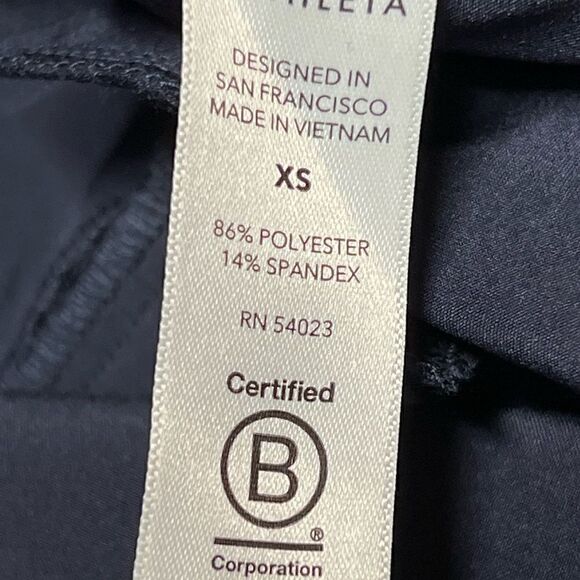 DESIGNED IN
SAN FRANCISCO
MADE IN VIETNAM
XS
86% POLYESTER
14% SPANDEX
RN 54023
Certified
B
®
Corporation